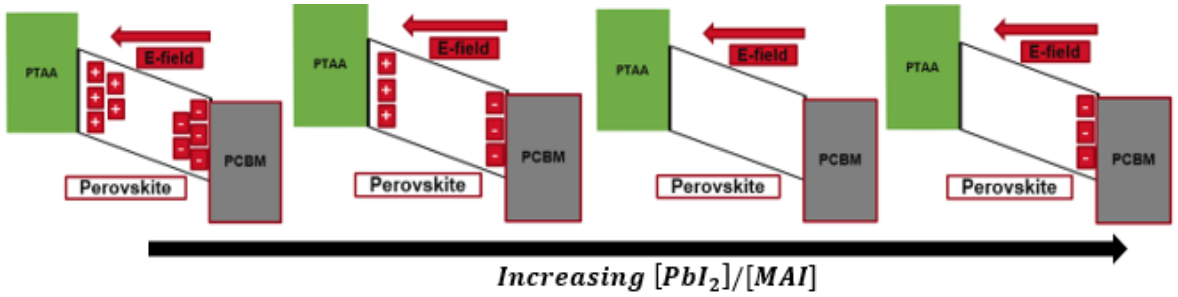 PTAA
E-field
+
+
+
+
+
-
-
-
-
-
PCBM
Perovskite
PTAA
E-field
+
+
+
-
-
-
PCBM
Perovskite
PTAA
E-field
PCBM
Perovskite
PTAA
E-field
-
-
-
PCBM
Perovskite
Increasing [PbI₂]/[MAI]